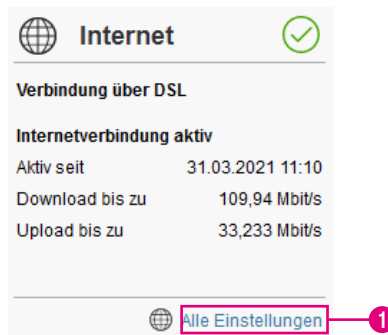 Internet
Verbindung über DSL
Internetverbindung aktiv
Aktiv seit 31.03.2021 11:10
Download bis zu 109,94 Mbit/s
Upload bis zu 33,233 Mbit/s
Alle Einstellungen 1